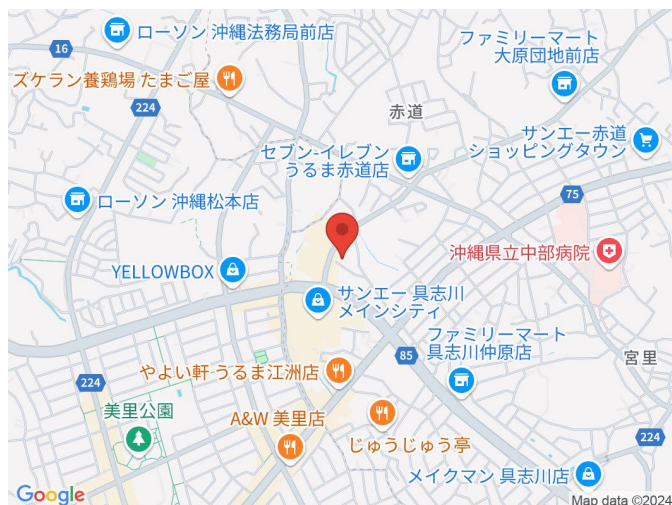 ローソン 沖縄法務局前店
16
ファミリーマート
大原団地前店
ズケラン養鶏場 たまご屋
224
赤道
サンエー赤道
ショッピングタウン
セブン-イレブン
うるま赤道店
75
ローソン 沖縄松本店
沖縄県立中部病院
YELLOWBOX
サンエー 具志川
メインシティ
ファミリーマート
具志川仲原店
85
宮里
やよい軒 うるま江洲店
224
美里公園
A&W 美里店
じゅうじゅう亭
224
メイクマン 具志川店
Google
Map data ©2024